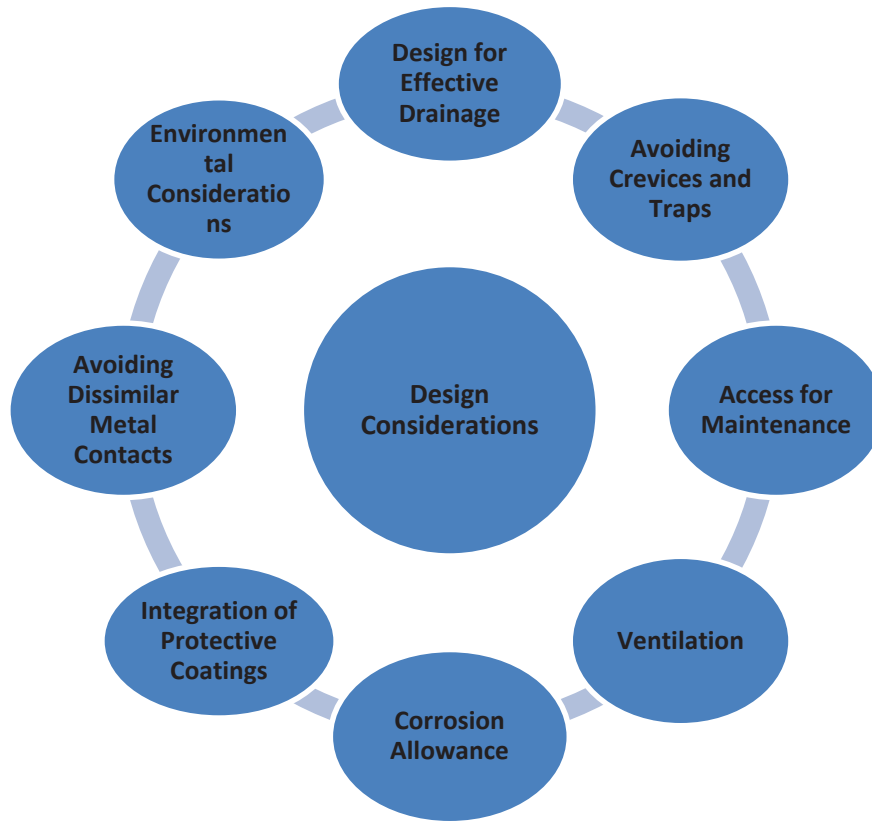 Design for
Effective
Drainage
Avoiding
Crevices and
Traps
Access for
Maintenance
Ventilation
Corrosion
Allowance
Integration of
Protective
Coatings
Avoiding
Dissimilar
Metal
Contacts
Environmen
tal
Consideratio
ns
Design
Considerations